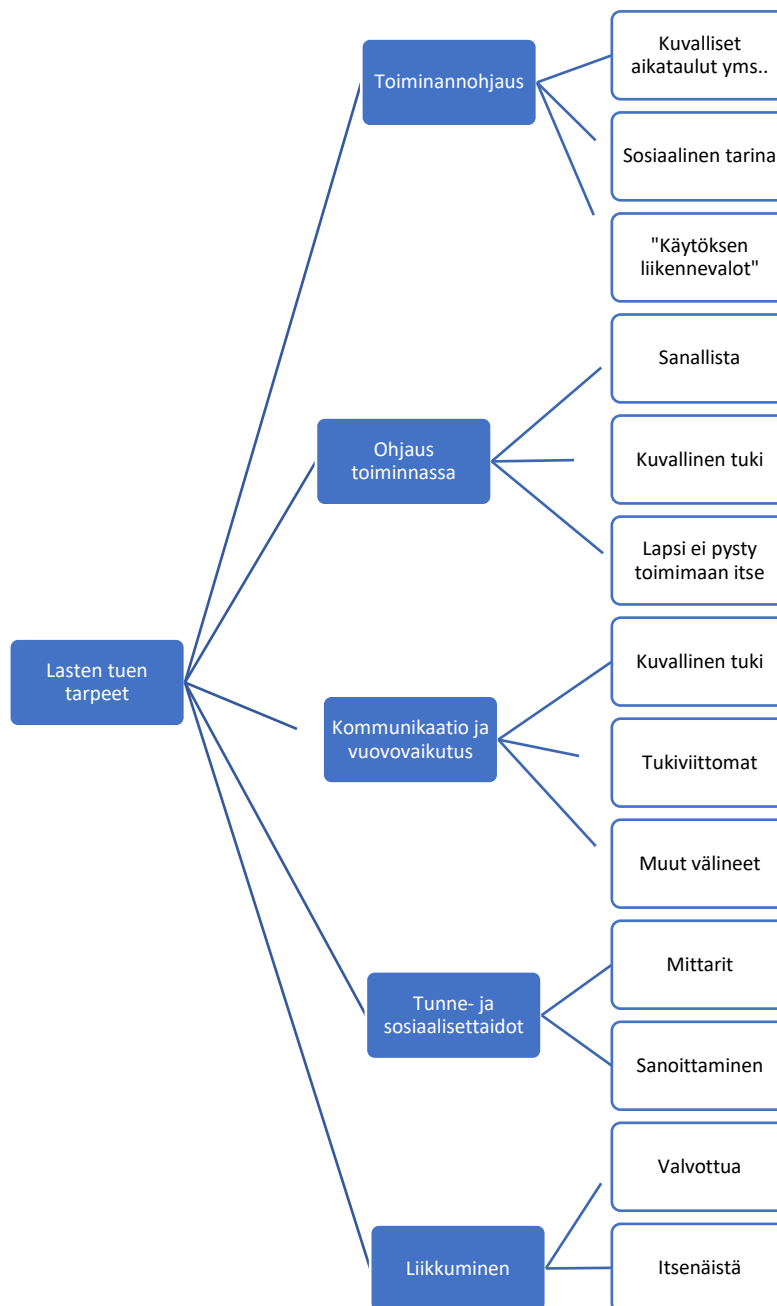 Lasten tuen
tarpeet
Toiminannohjaus
Kuvalliset
aikataulut yms..
Sosiaalinen tarina
"Käytöksen
liikennevalot"
Ohjaus
toiminnassa
Sanallista
Kuvallinen tuki
Lapsi ei pysty
toimimaan itse
Kommunikaatio ja
vuovovaikutus
Kuvallinen tuki
Tukiviittomat
Muut välineet
Tunne- ja
sosiaalisettaidot
Mittarit
Sanoittaminen
Liikkuminen
Valvottua
Itsenäistä